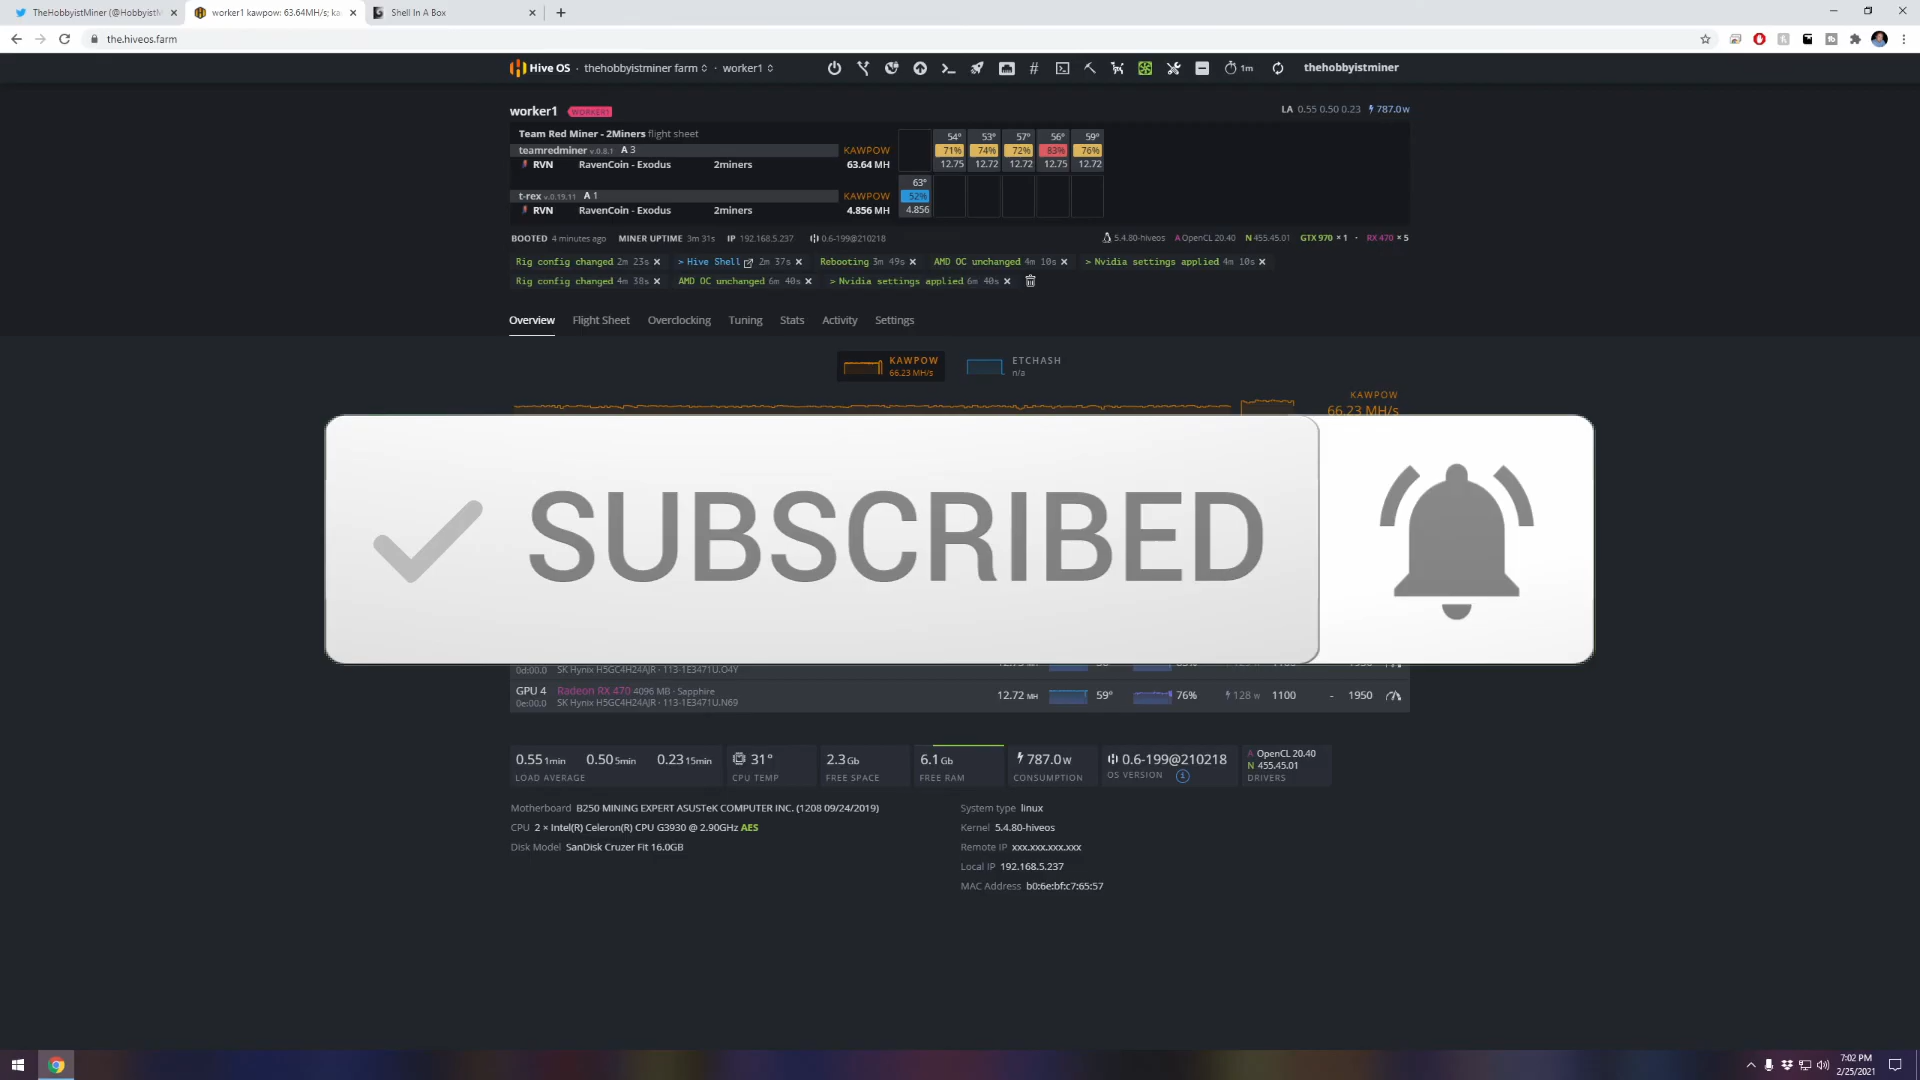 TheHobbyistMiner (@HobbyistM
worker1 kawpow: 63.64MH/s; ka
Shell In A Box
the.hiveos.farm
Hive OS · thehobbyistminer farm · worker1
1m
thehobbyistminer
worker1 WORKER1
LA 0.55 0.50 0.23 787.0 w
Team Red Miner - 2Miners flight sheet
teamredminer v.0.8.1 A 3 KAWPOW
RVN RavenCoin - Exodus 2miners 63.64 MH
54° 53° 57° 56° 59°
71% 74% 72% 83% 76%
12.75 12.72 12.72 12.75 12.72
t-rex v.0.19.11 A 1 KAWPOW
RVN RavenCoin - Exodus 2miners 4.856 MH
63°
52%
4.856
BOOTED 4 minutes ago MINER UPTIME 3m 31s IP 192.168.5.237 0.6-199@210218
5.4.80-hiveos A OpenCL 20.40 N 455.45.01 GTX 970 × 1 · RX 470 × 5
Rig config changed 2m 23s × > Hive Shell 2m 37s × Rebooting 3m 49s × AMD OC unchanged 4m 10s × > Nvidia settings applied 4m 10s ×
Rig config changed 4m 38s × AMD OC unchanged 6m 40s × > Nvidia settings applied 6m 40s ×
Overview Flight Sheet Overclocking Tuning Stats Activity Settings
KAWPOW
66.23 MH/s
ETCHASH
n/a
KAWPOW
66.23 MH/s
SUBSCRIBED
0d:00.0 SK Hynix H5GC4H24AJR · 113-1E3471U.O4Y
GPU 4 Radeon RX 470 4096 MB · Sapphire 12.72 MH 59° 76% 128 w 1100 - 1950
0e:00.0 SK Hynix H5GC4H24AJR · 113-1E3471U.N69
0.55 1min 0.50 5min 0.23 15min
LOAD AVERAGE
31°
CPU TEMP
2.3 Gb
FREE SPACE
6.1 Gb
FREE RAM
787.0 w
CONSUMPTION
0.6-199@210218
OS VERSION
A OpenCL 20.40
N 455.45.01
DRIVERS
Motherboard B250 MINING EXPERT ASUSTeK COMPUTER INC. (1208 09/24/2019)
CPU 2 × Intel(R) Celeron(R) CPU G3930 @ 2.90GHz AES
Disk Model SanDisk Cruzer Fit 16.0GB
System type linux
Kernel 5.4.80-hiveos
Remote IP xxx.xxx.xxx.xxx
Local IP 192.168.5.237
MAC Address b0:6e:bf:c7:65:57
7:02 PM
2/25/2021